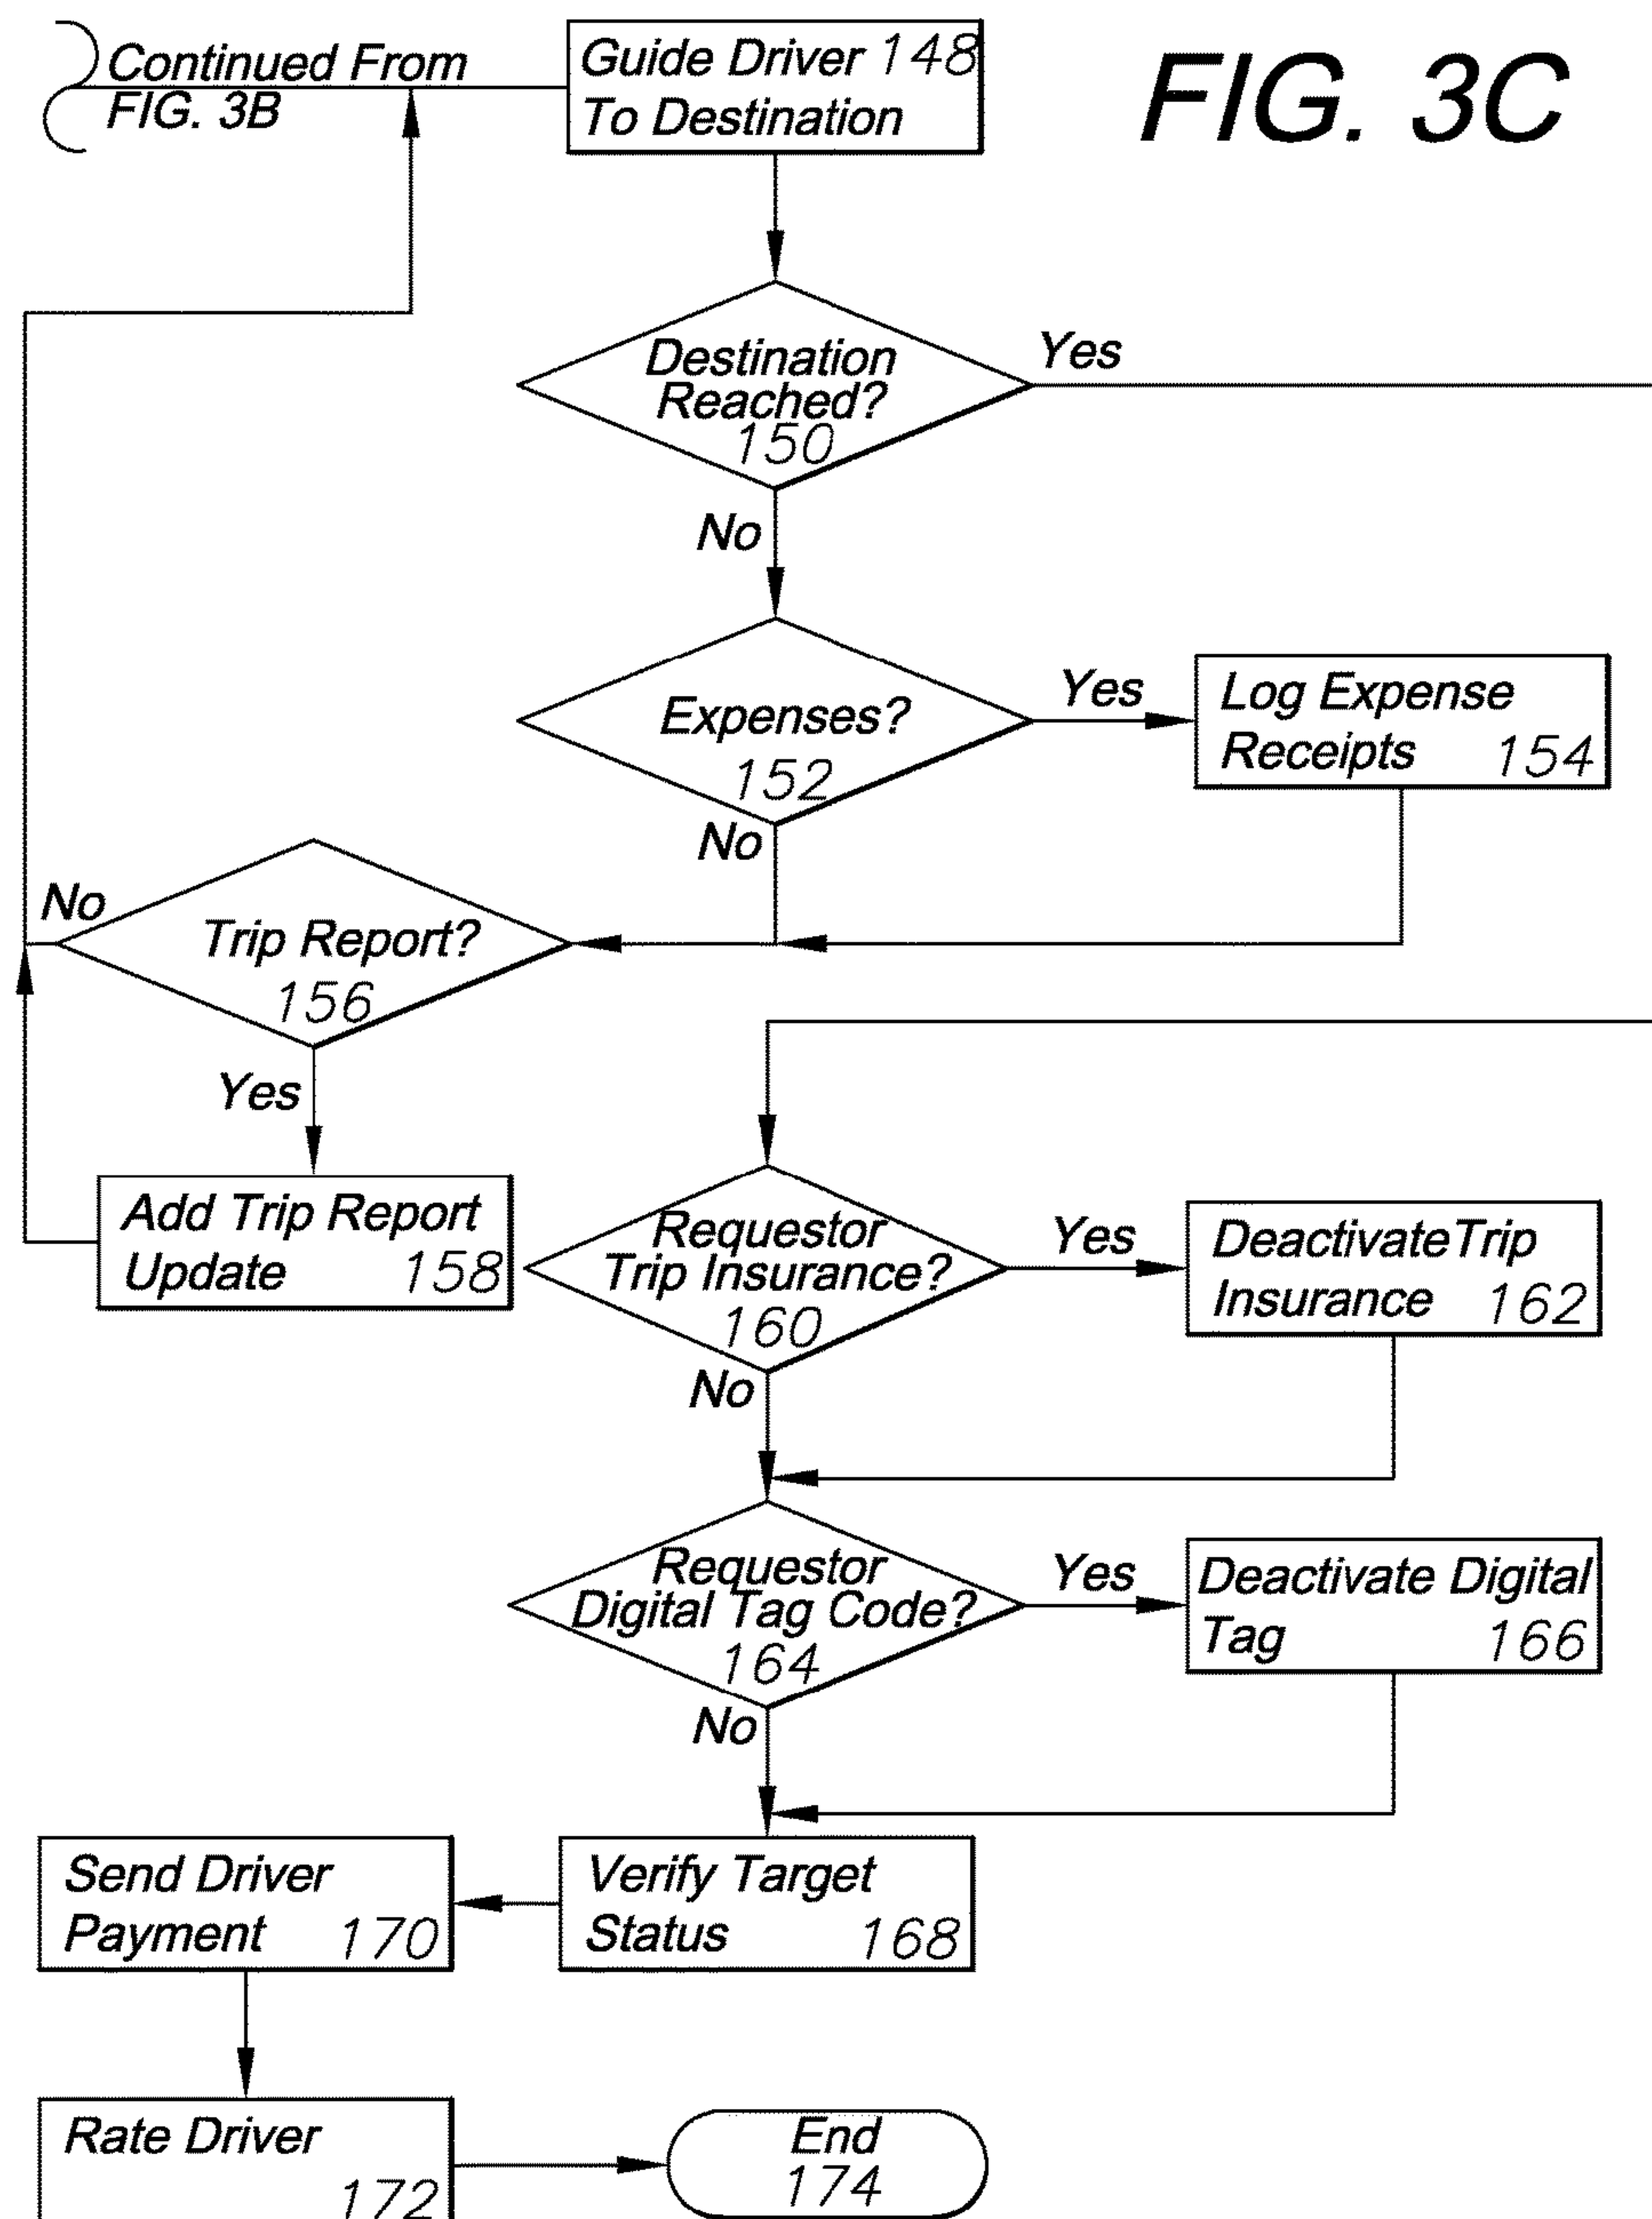 Continued From
FIG. 3B
Guide Driver 148
To Destination
FIG. 3C
Destination
Reached?
150
Yes
No
Expenses?
152
Yes
Log Expense
Receipts 154
No
Trip Report?
156
No
Yes
Add Trip Report
Update 158
Requestor
Trip Insurance?
160
Yes
DeactivateTrip
Insurance 162
No
Requestor
Digital Tag Code?
164
Yes
Deactivate Digital
Tag 166
No
Verify Target
Status 168
Send Driver
Payment 170
Rate Driver
172
End
174